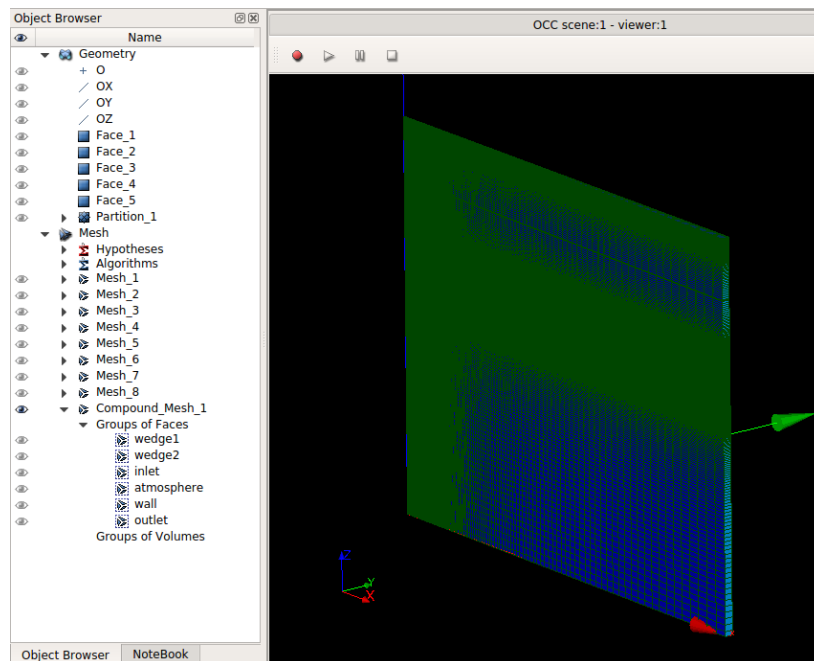 Object Browser
OCC scene:1 - viewer:1
Name
Geometry
O
OX
OY
OZ
Face_1
Face_2
Face_3
Face_4
Face_5
Partition_1
Mesh
Hypotheses
Algorithms
Mesh_1
Mesh_2
Mesh_3
Mesh_4
Mesh_5
Mesh_6
Mesh_7
Mesh_8
Compound_Mesh_1
Groups of Faces
wedge1
wedge2
inlet
atmosphere
wall
outlet
Groups of Volumes
Z
Y
X
Object Browser
NoteBook